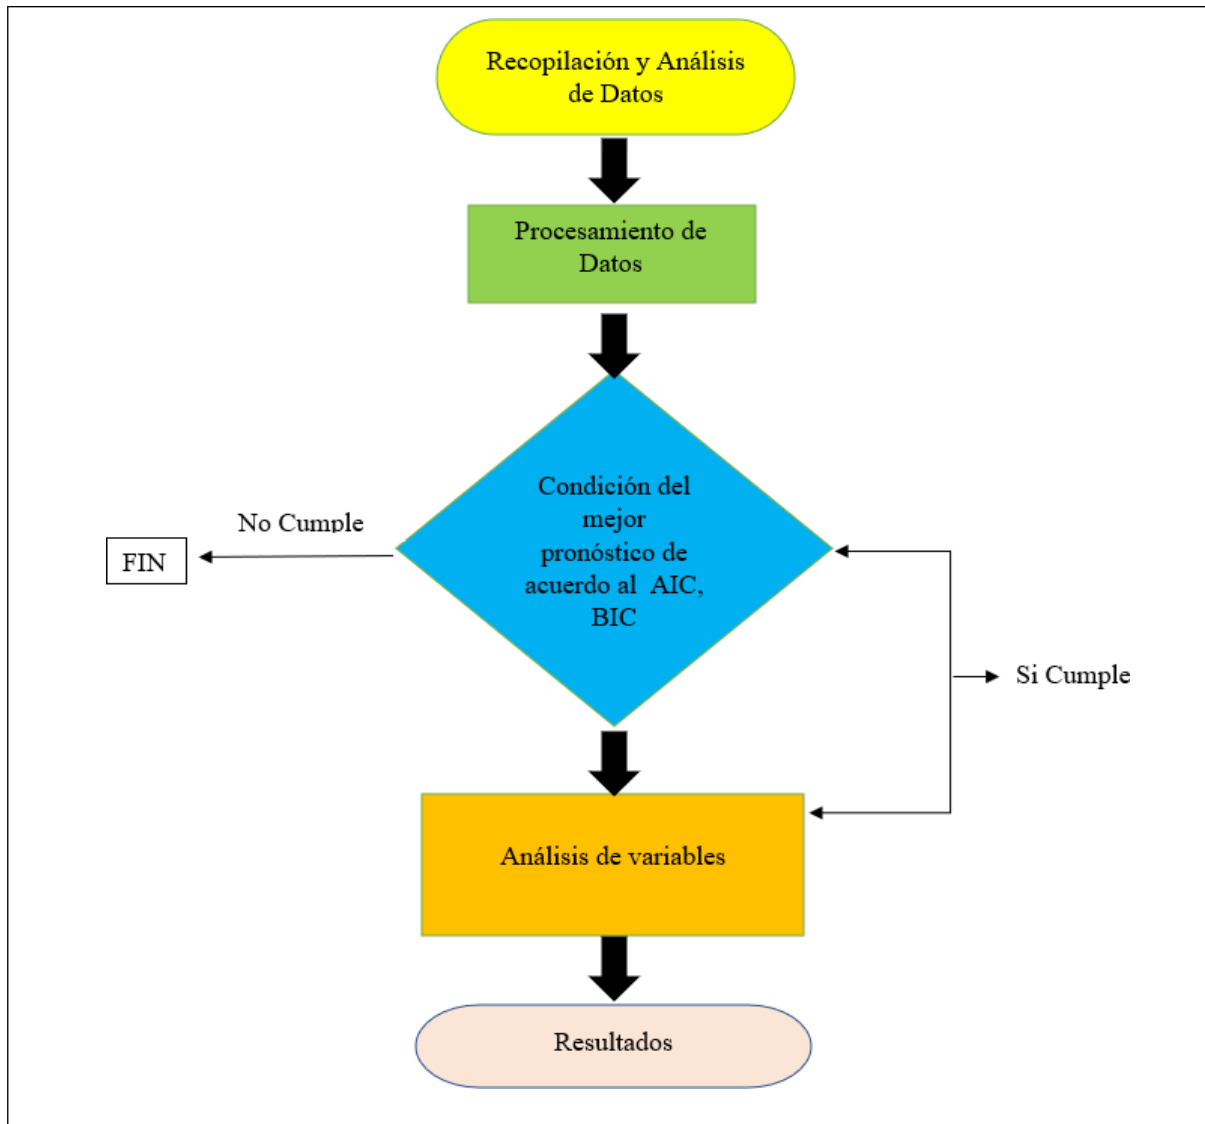 Recopilación y Análisis
de Datos
Procesamiento de
Datos
Condición del
mejor
pronóstico de
acuerdo al AIC,
BIC
No Cumple
FIN
Si Cumple
Análisis de variables
Resultados